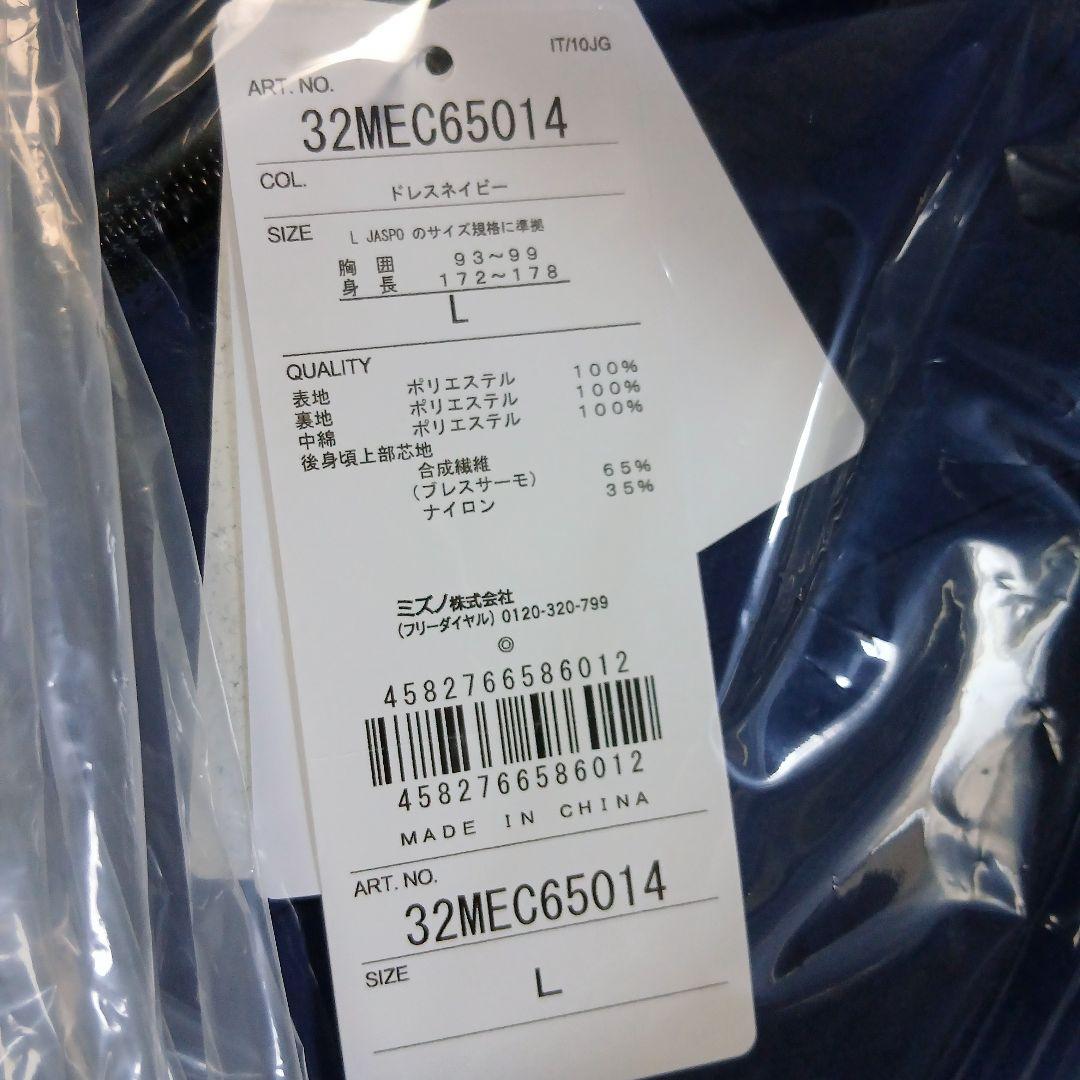 IT/10JG
ART. NO.
32MEC65014
COL.
ドレスネイビー
SIZE L JASPO のサイズ規格に準拠
胸 囲 93～99
身 長 172～178
L
QUALITY
表地 ポリエステル 100%
裏地 ポリエステル 100%
中綿 ポリエステル 100%
後身頃上部芯地
合成繊維 65%
(ブレスサーモ)
ナイロン 35%
ミズノ株式会社
(フリーダイヤル) 0120-320-799
◎
4582766586012
4582766586012
MADE IN CHINA
ART. NO.
32MEC65014
SIZE
L